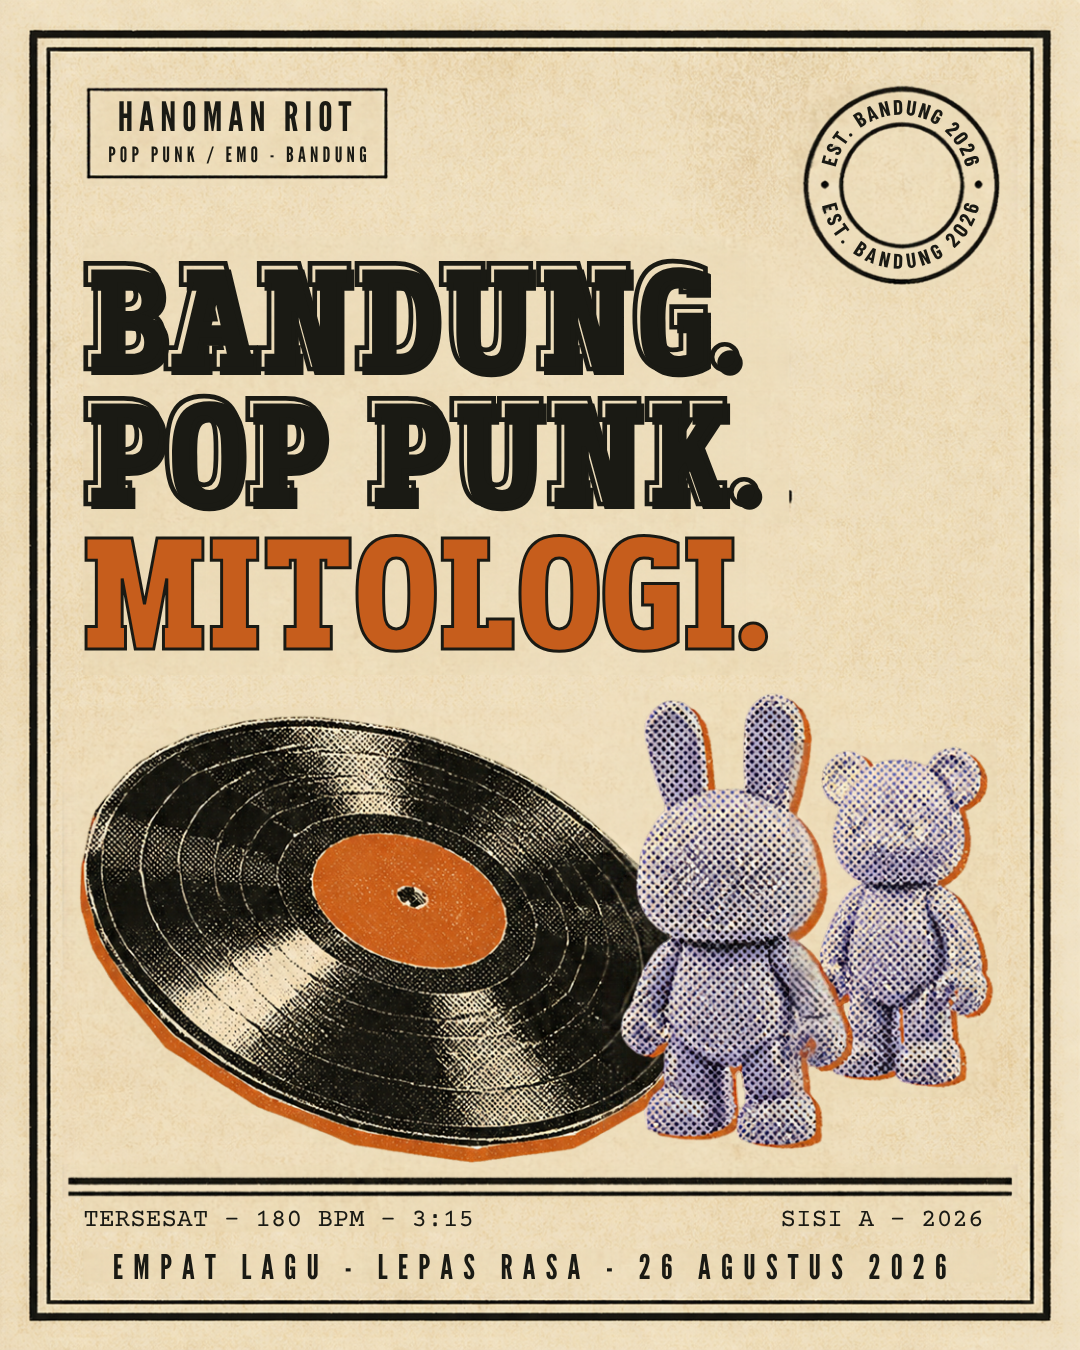 HANOMAN RIOT
POP PUNK / EMO - BANDUNG
EST. BANDUNG 2026
EST. BANDUNG 2026
BANDUNG.
POP PUNK.
MITOLOGI.
TERSESAT – 180 BPM – 3:15
SISI A – 2026
EMPAT LAGU - LEPAS RASA - 26 AGUSTUS 2026